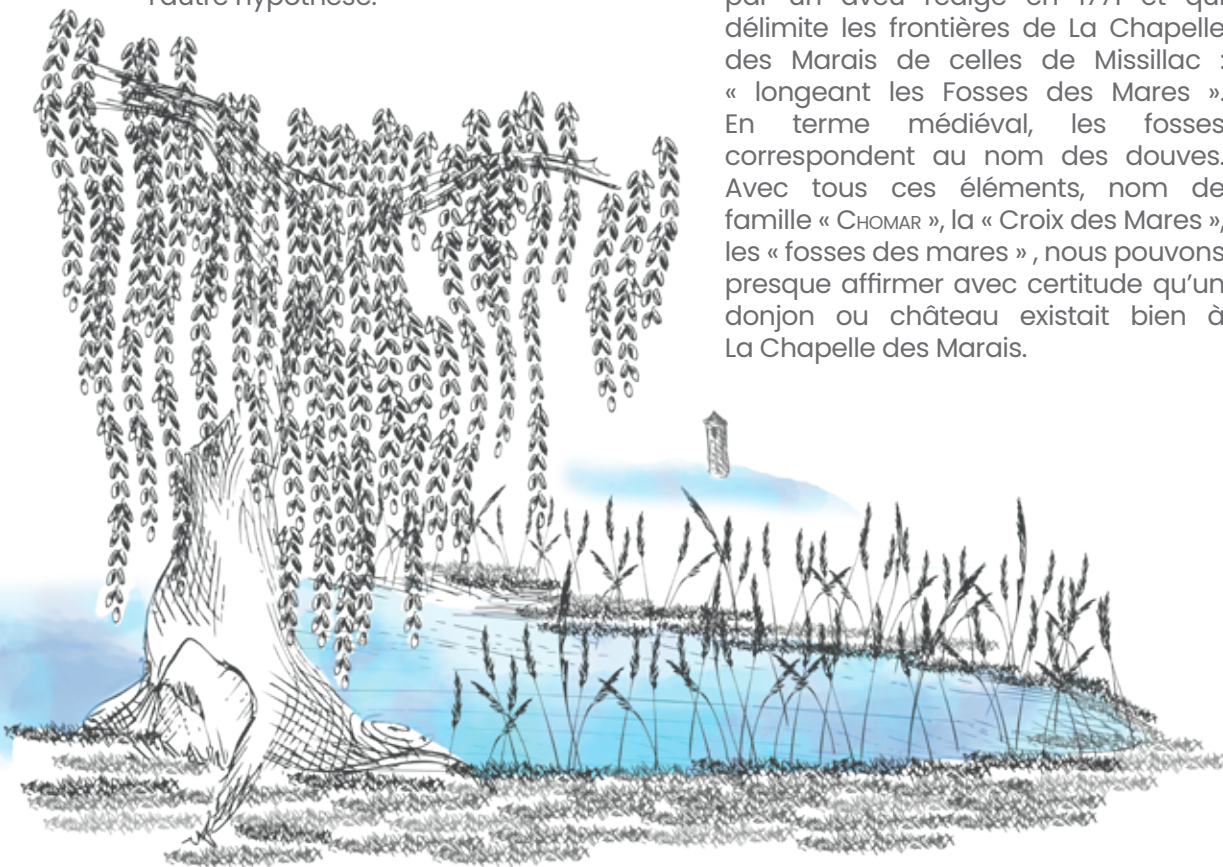 l'autre hypothèse.
par un aveu rédigé en 1771 et qui
délimite les frontières de La Chapelle
des Marais de celles de Missillac :
« longeant les Fosses des Mares ».
En terme médiéval, les fosses
correspondent au nom des douves.
Avec tous ces éléments, nom de
famille « CHOMAR », la « Croix des Mares »,
les « fosses des mares » , nous pouvons
presque affirmer avec certitude qu'un
donjon ou château existait bien à
La Chapelle des Marais.